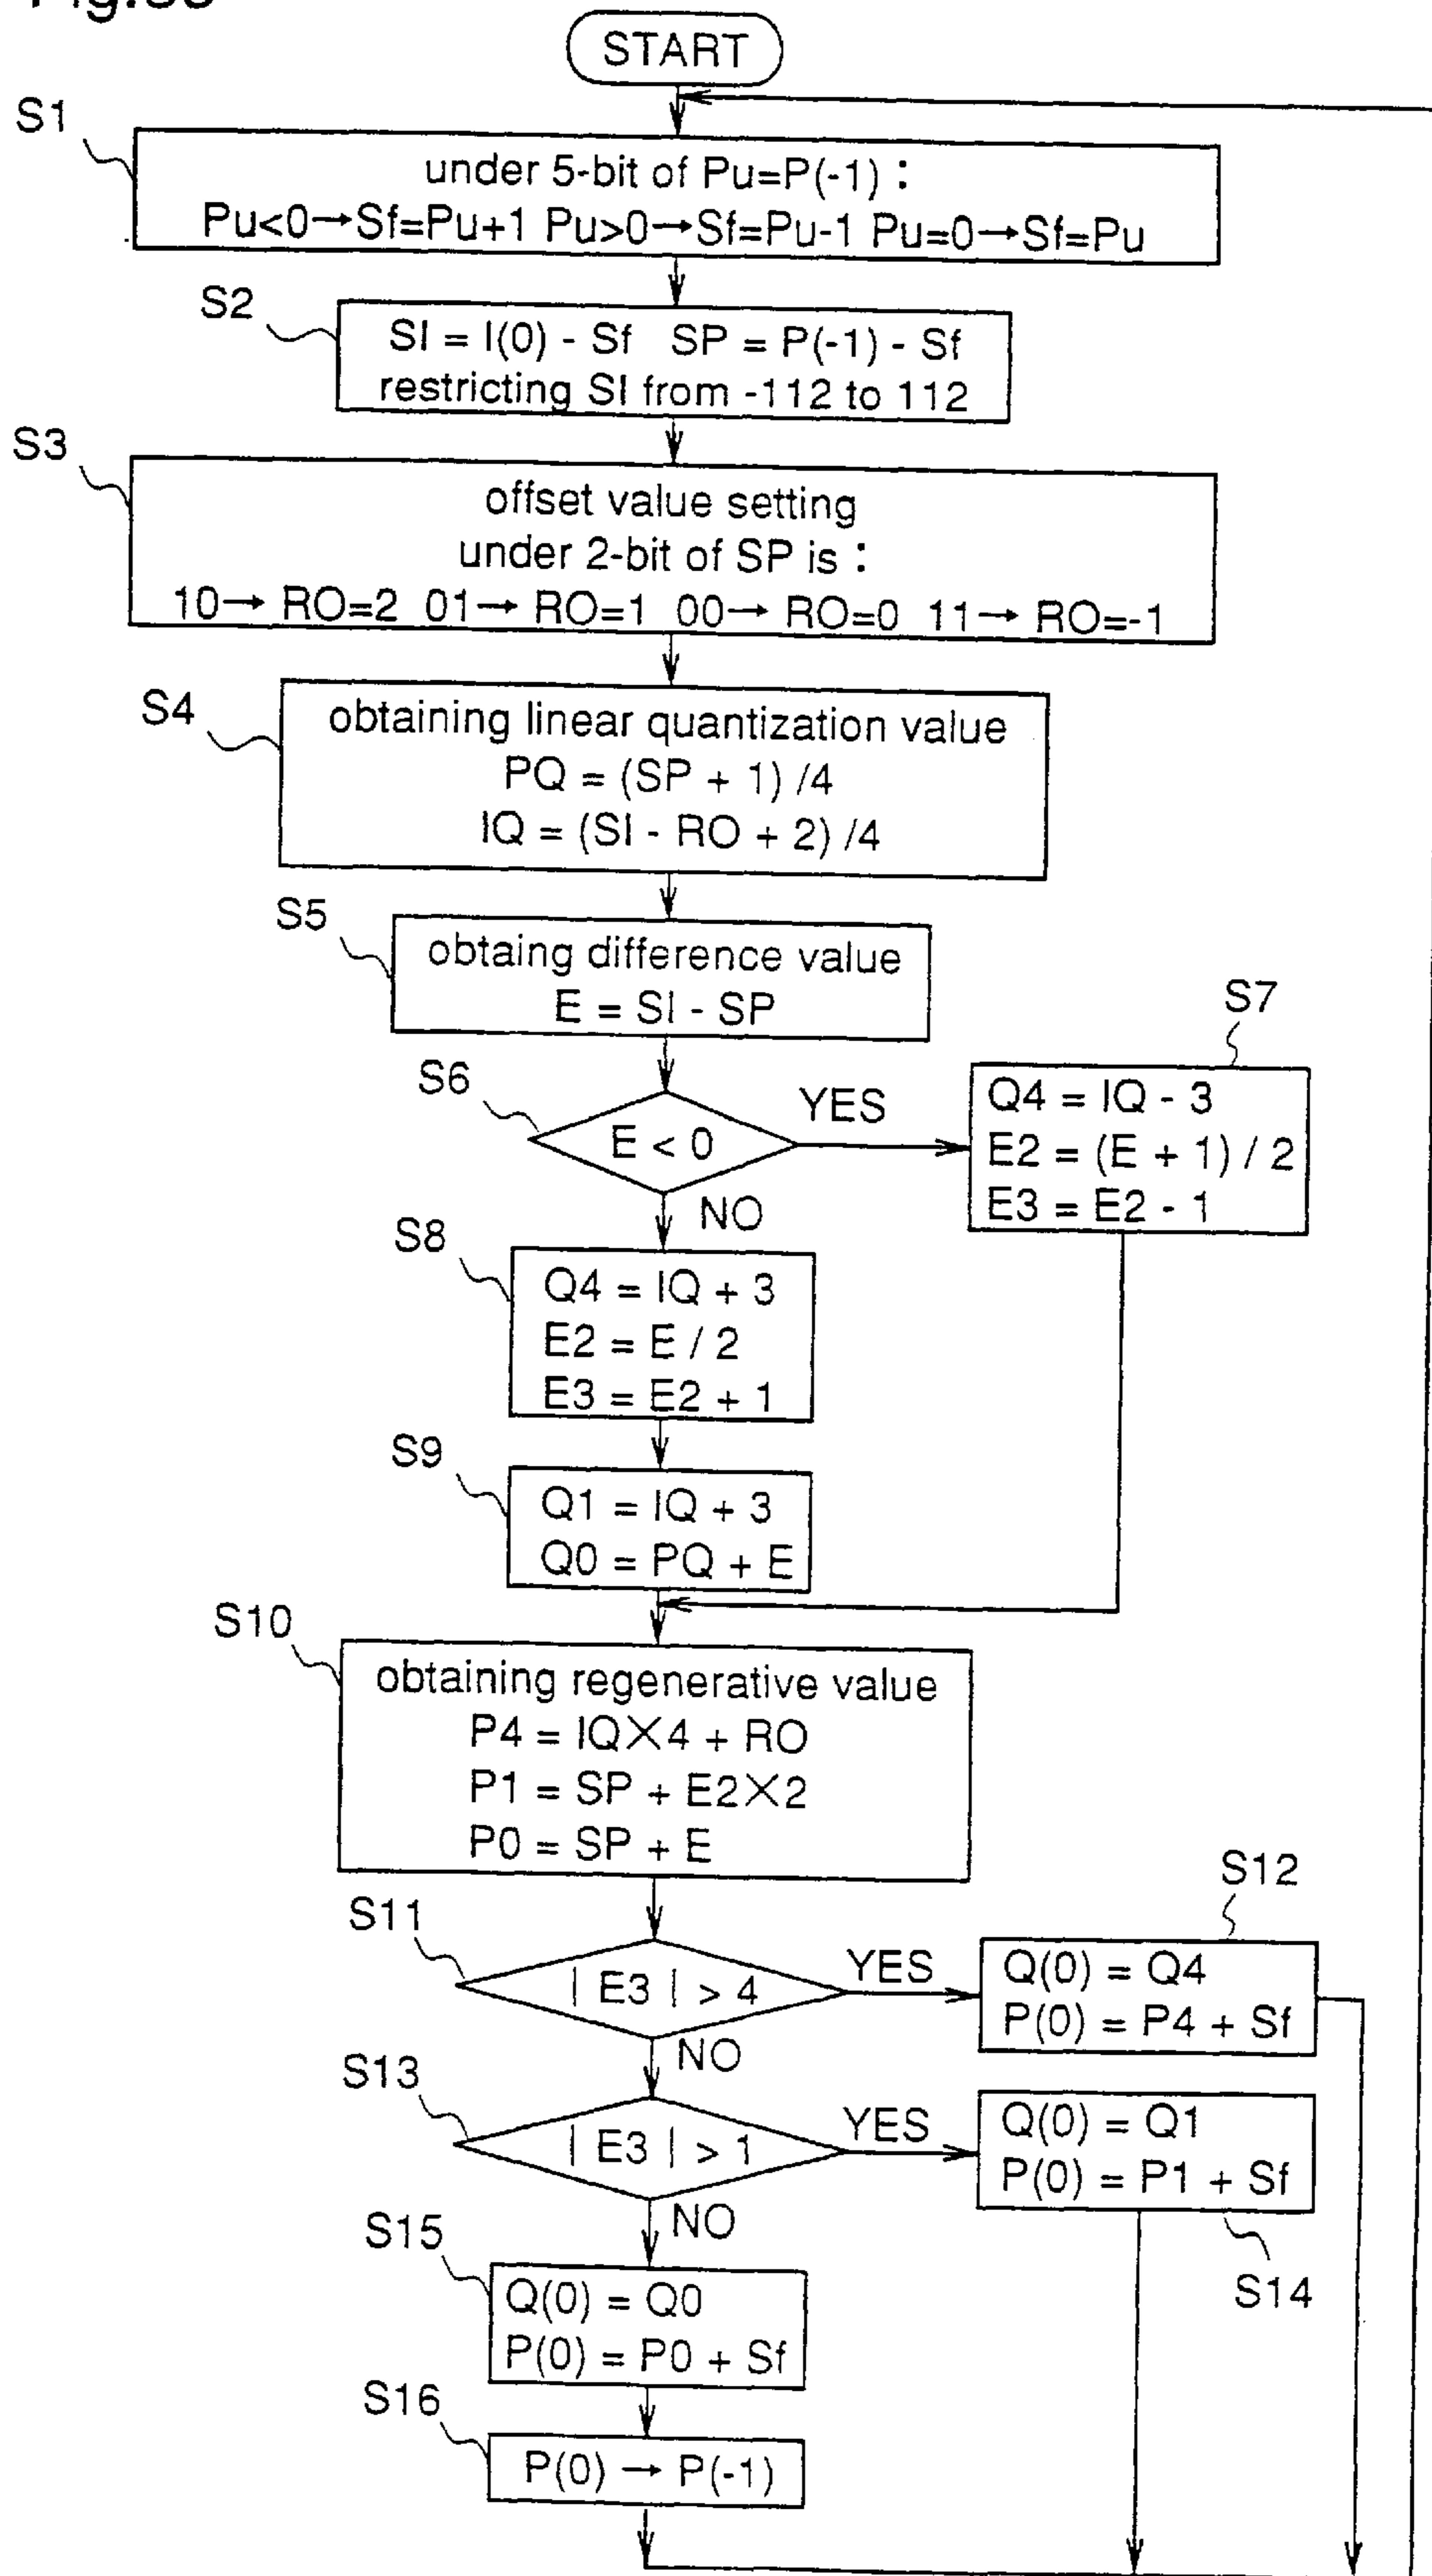 START
S1
under 5-bit of Pu=P(-1) :
Pu<0→Sf=Pu+1 Pu>0→Sf=Pu-1 Pu=0→Sf=Pu
S2
SI = I(0) - Sf SP = P(-1) - Sf
restricting SI from -112 to 112
S3
offset value setting
under 2-bit of SP is :
10→ RO=2 01→ RO=1 00→ RO=0 11→ RO=-1
S4
obtaining linear quantization value
PQ = (SP + 1) /4
IQ = (SI - RO + 2) /4
S5
obtaing difference value
E = SI - SP
S6
E < 0
YES
NO
S7
Q4 = IQ - 3
E2 = (E + 1) / 2
E3 = E2 - 1
S8
Q4 = IQ + 3
E2 = E / 2
E3 = E2 + 1
S9
Q1 = IQ + 3
Q0 = PQ + E
S10
obtaining regenerative value
P4 = IQ×4 + RO
P1 = SP + E2×2
P0 = SP + E
S11
| E3 | > 4
YES
NO
S12
Q(0) = Q4
P(0) = P4 + Sf
S13
| E3 | > 1
YES
NO
Q(0) = Q1
P(0) = P1 + Sf
S14
S15
Q(0) = Q0
P(0) = P0 + Sf
S16
P(0) → P(-1)